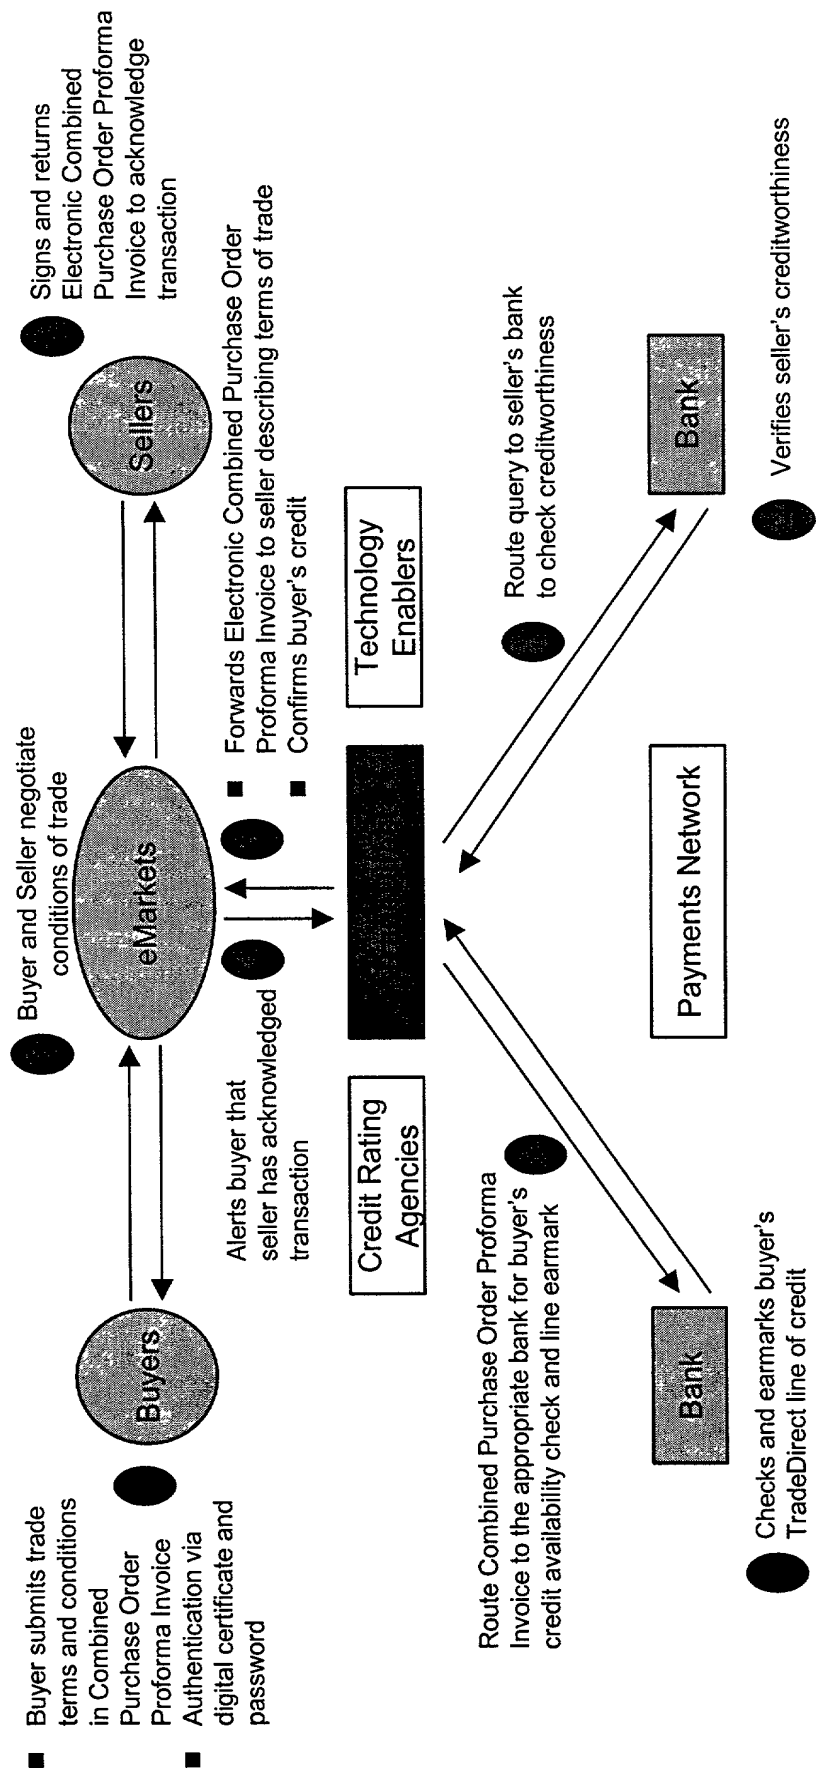 Buyer submits trade
terms and conditions
in Combined
Purchase Order
Proforma Invoice
Authentication via
digital certificate and
password
Buyers
Buyer and Seller negotiate
conditions of trade
eMarkets
Signs and returns
Electronic Combined
Purchase Order Proforma
Invoice to acknowledge
transaction
Sellers
Alerts buyer that
seller has acknowledged
transaction
Forwards Electronic Combined Purchase Order
Proforma Invoice to seller describing terms of trade
Confirms buyer's credit
Credit Rating
Agencies
Technology
Enablers
Route Combined Purchase Order Proforma
Invoice to the appropriate bank for buyer's
credit availability check and line earmark
Route query to seller's bank
to check creditworthiness
Bank
Payments Network
Bank
Checks and earmarks buyer's
TradeDirect line of credit
Verifies seller's creditworthiness